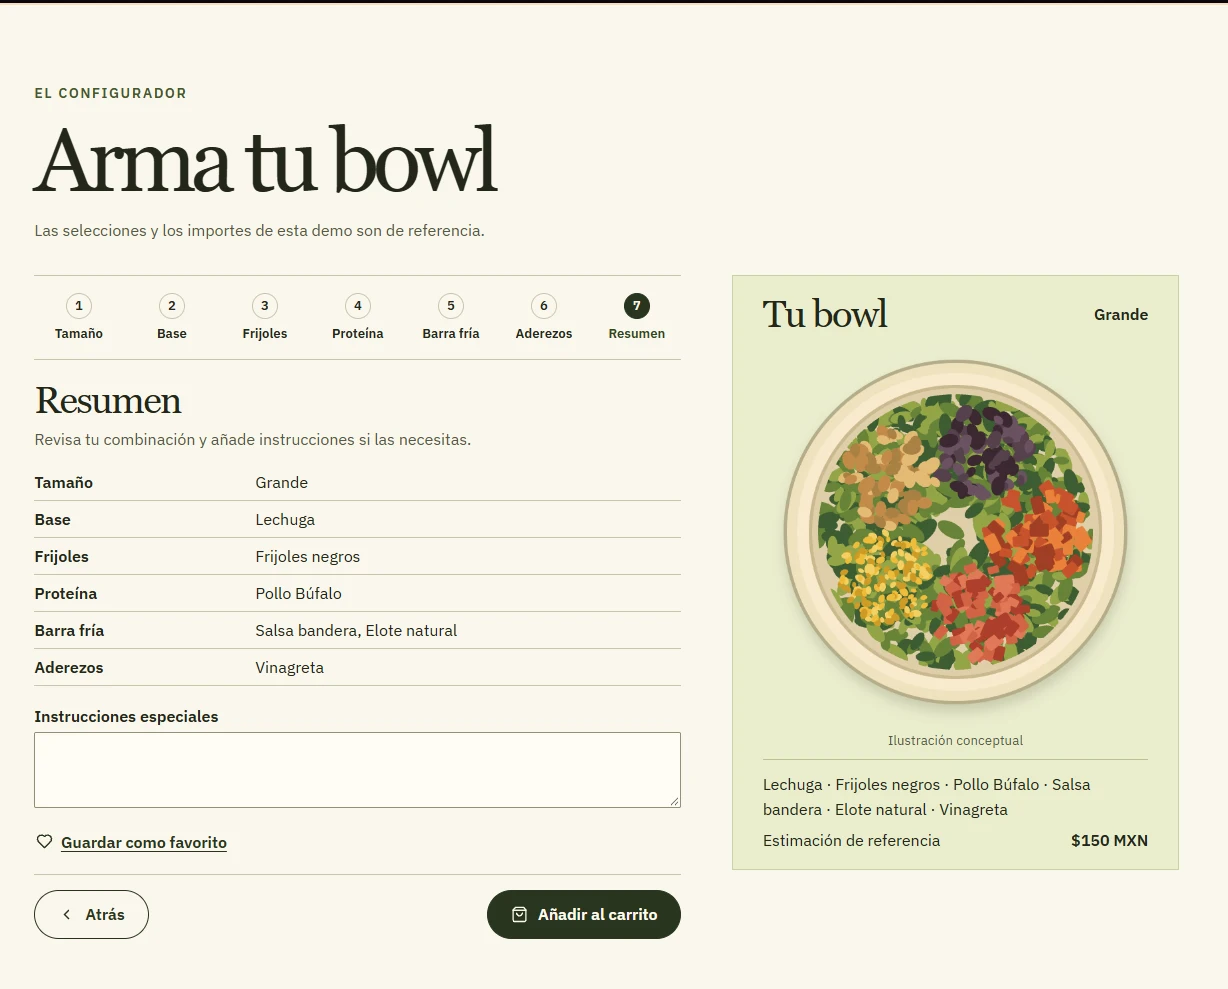 EL CONFIGURADOR
Arma tu bowl
Las selecciones y los importes de esta demo son de referencia.
1 2 3 4 5 6 7
Tamaño Base Frijoles Proteína Barra fría Aderezos Resumen
Resumen
Revisa tu combinación y añade instrucciones si las necesitas.
Tamaño Grande
Base Lechuga
Frijoles Frijoles negros
Proteína Pollo Búfalo
Barra fría Salsa bandera, Elote natural
Aderezos Vinagreta
Instrucciones especiales
Guardar como favorito
Atrás Añadir al carrito
Tu bowl Grande
Ilustración conceptual
Lechuga · Frijoles negros · Pollo Búfalo · Salsa
bandera · Elote natural · Vinagreta
Estimación de referencia $150 MXN